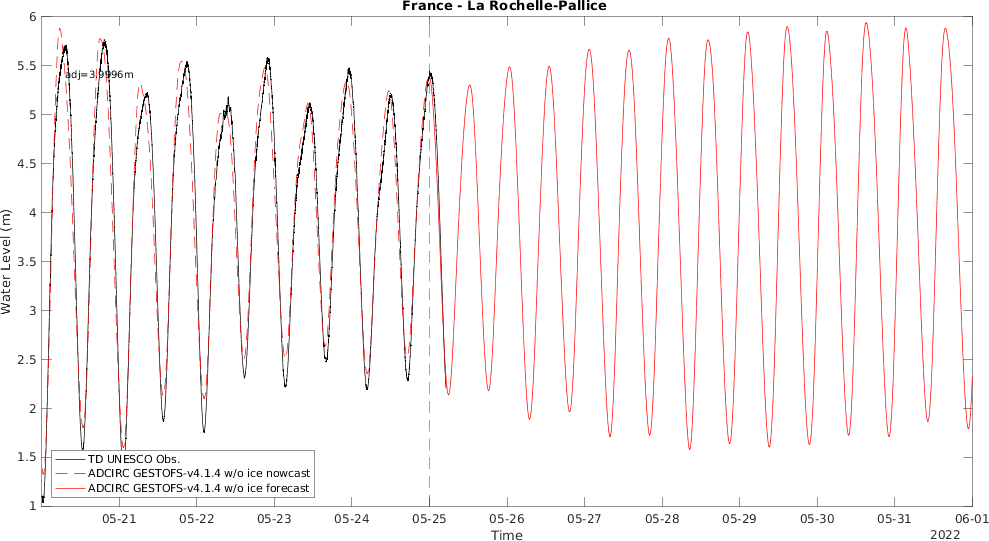 France - La Rochelle-Pallice
6
5.5
5
4.5
4
3.5
3
2.5
2
1.5
1
Water Level (m)
adj=3.9996m
TD UNESCO Obs.
ADCIRC GESTOFS-v4.1.4 w/o ice nowcast
ADCIRC GESTOFS-v4.1.4 w/o ice forecast
05-21 05-22 05-23 05-24 05-25 05-26 05-27 05-28 05-29 05-30 05-31 06-01
Time
2022